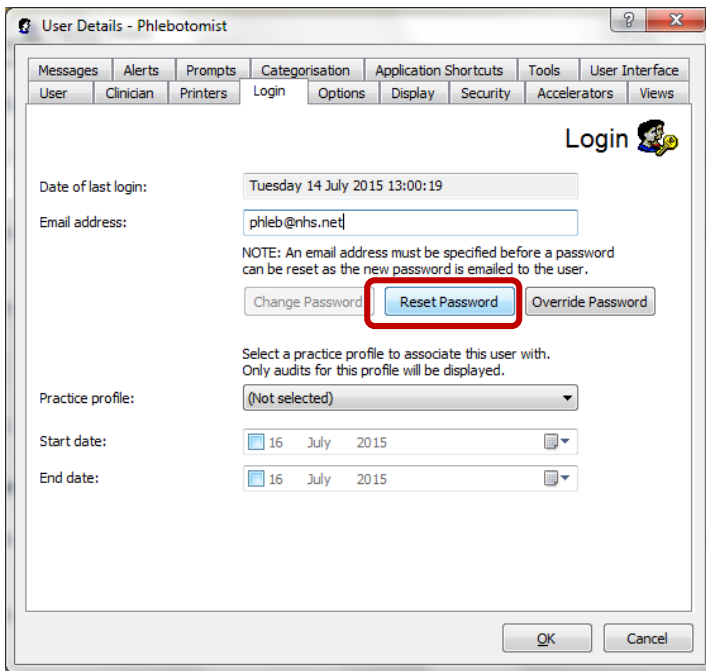 User Details - Phlebotomist
Messages Alerts Prompts Categorisation Application Shortcuts Tools User Interface
User Clinician Printers Login Options Display Security Accelerators Views
Login
Date of last login: Tuesday 14 July 2015 13:00:19
Email address: phleb@nhs.net
NOTE: An email address must be specified before a password
can be reset as the new password is emailed to the user.
Change Password Reset Password Override Password
Select a practice profile to associate this user with.
Only audits for this profile will be displayed.
Practice profile: (Not selected)
Start date: 16 July 2015
End date: 16 July 2015
OK Cancel